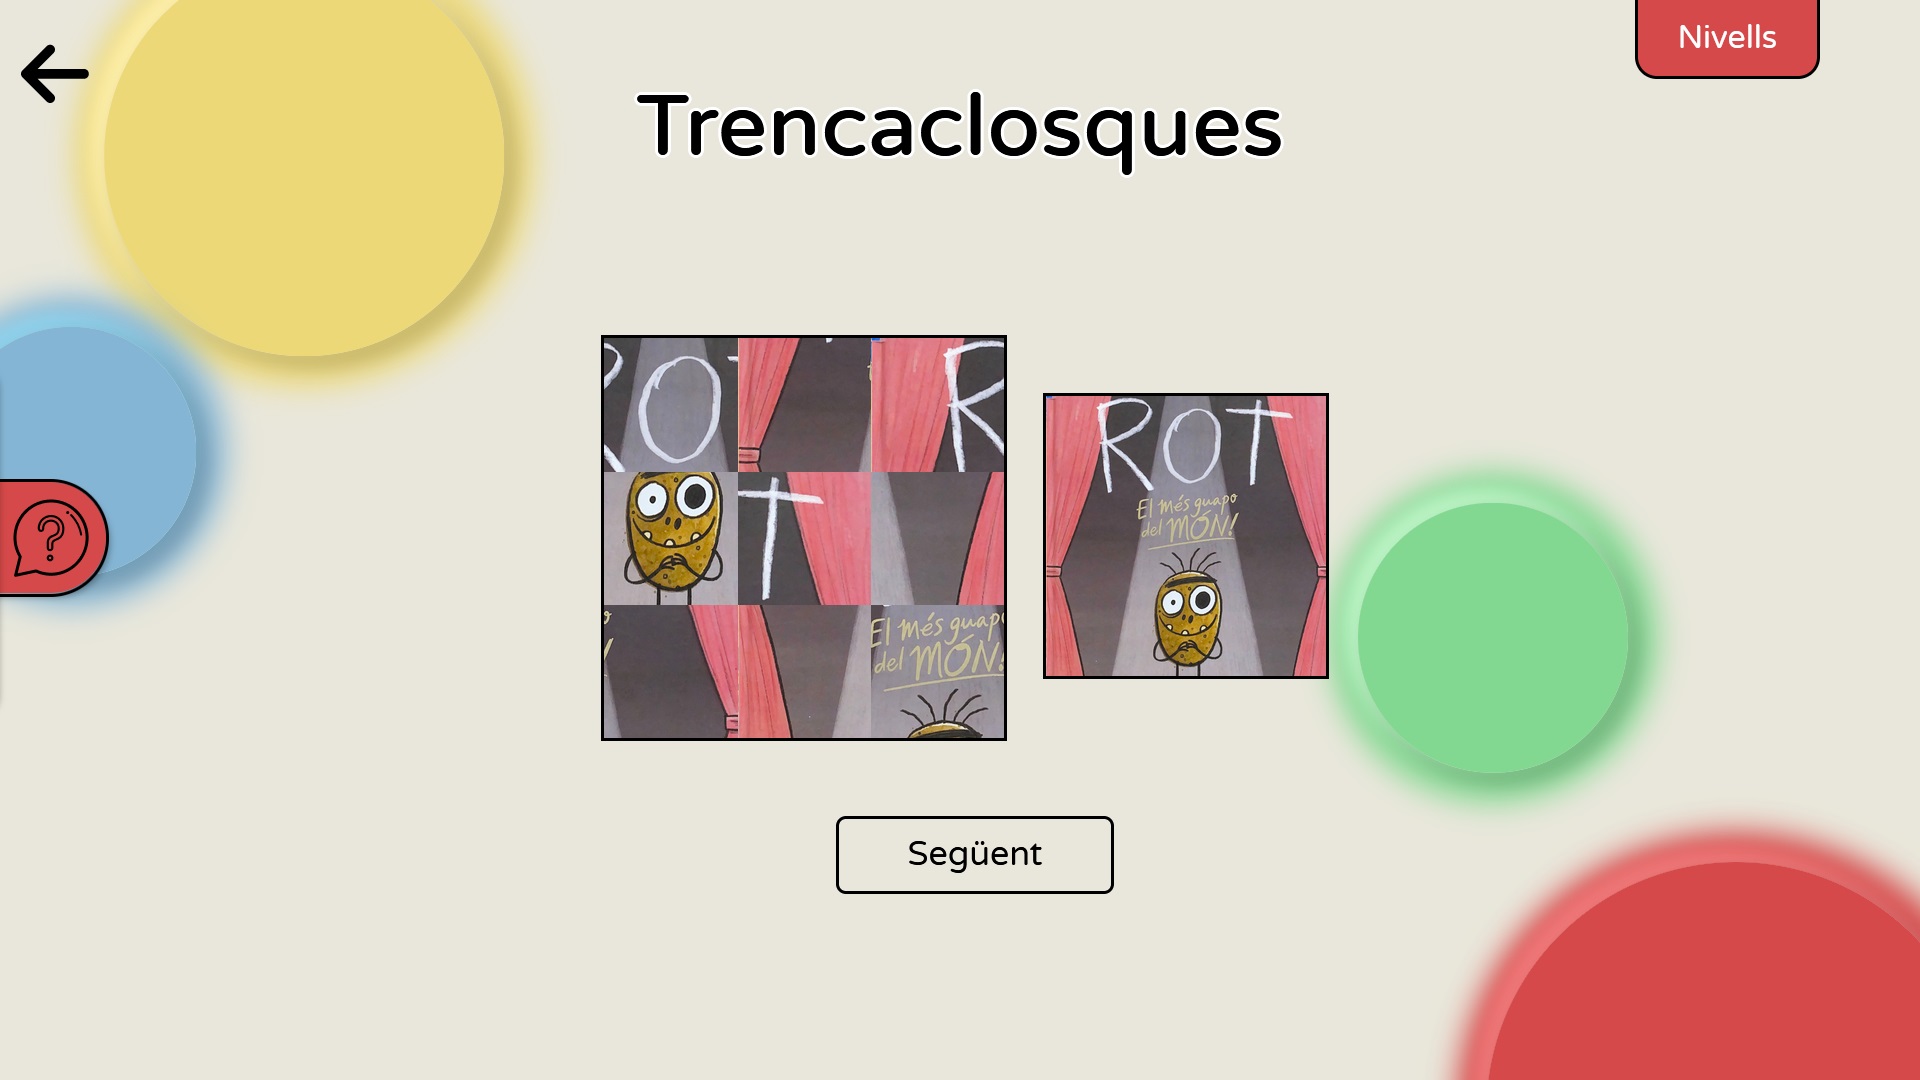 Nivells
Trencaclosques
RO
R
T
El més guapo
del MÓN!
ROT
El més guapo
del MÓN!
Següent